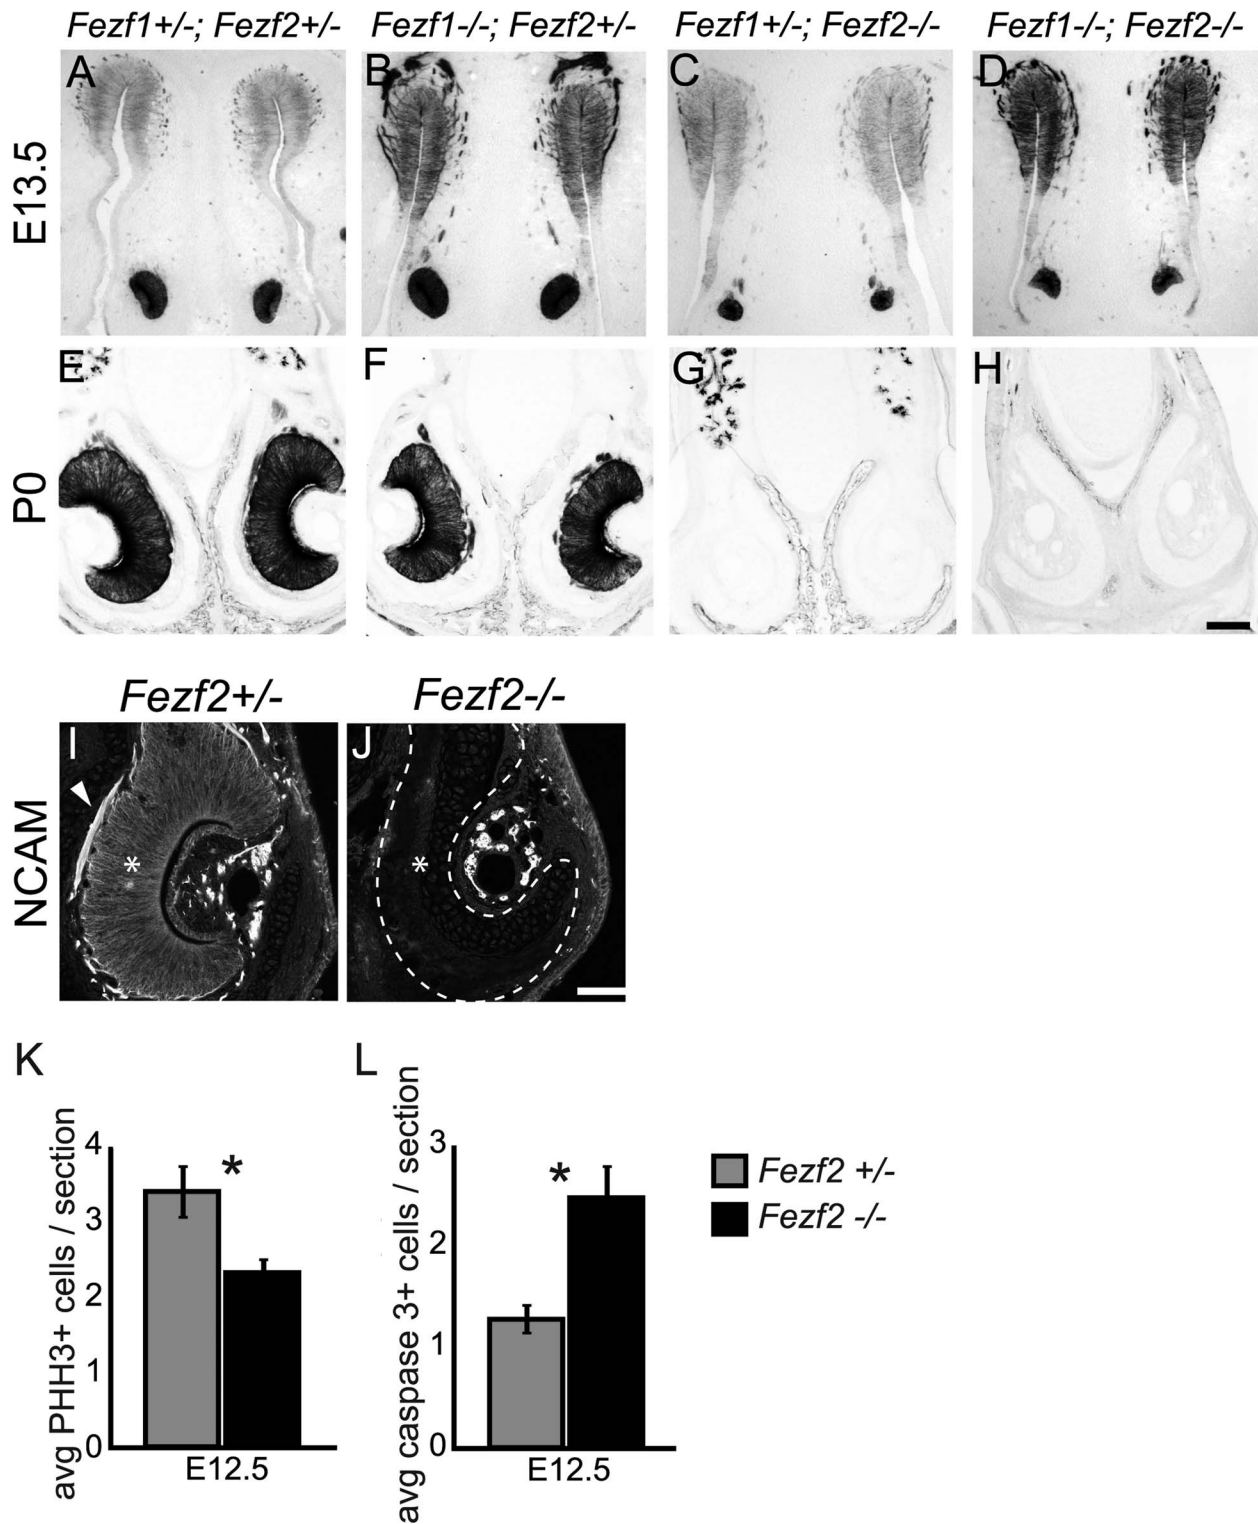 Fezf1+/-; Fezf2+/- Fezf1-/-; Fezf2+/- Fezf1+/-; Fezf2-/- Fezf1-/-; Fezf2-/-
A B C D
E13.5
E F G H
P0
Fezf2+/- Fezf2-/-
I J
*
*
NCAM
K L
avg PHH3+ cells / section
4
3
2
1
0
*
E12.5
avg caspase 3+ cells / section
3
2
1
0
*
E12.5
Fezf2 +/-
Fezf2 -/-